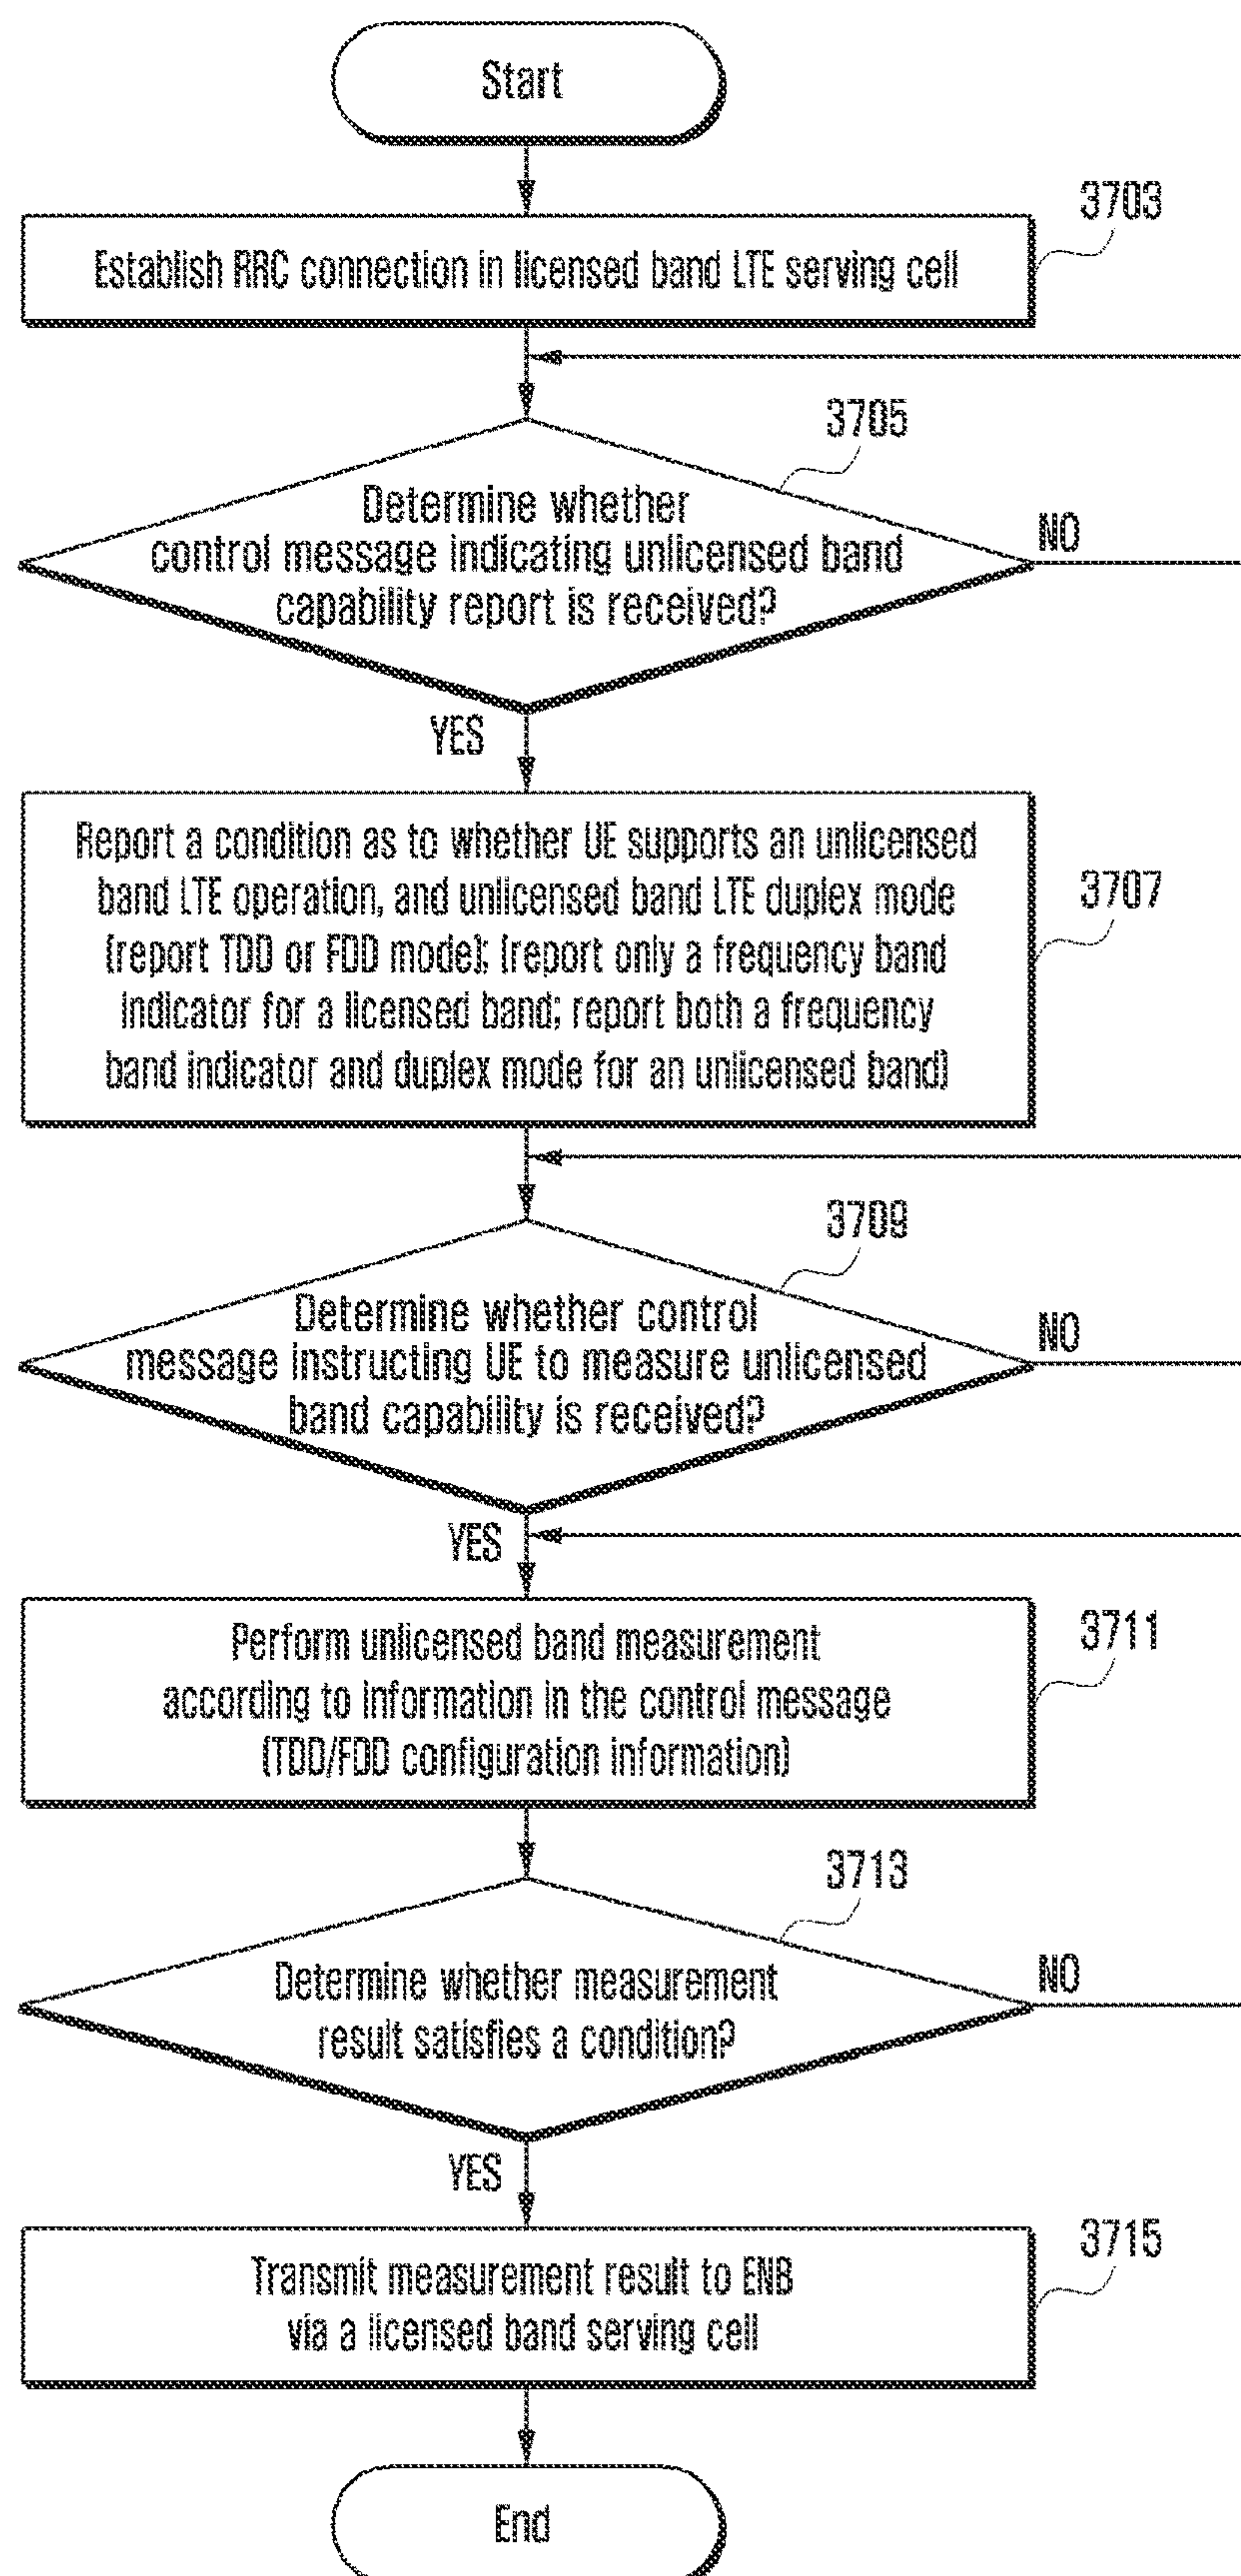 Start
3703
Establish RRC connection in licensed band LTE serving cell
3705
Determine whether
control message indicating unlicensed band
capability report is received?
NO
YES
Report a condition as to whether UE supports an unlicensed
band LTE operation, and unlicensed band LTE duplex mode
(report TDD or FDD mode); (report only a frequency band
indicator for a licensed band; report both a frequency
band indicator and duplex mode for an unlicensed band)
3707
3709
Determine whether control
message instructing UE to measure unlicensed
band capability is received?
NO
YES
Perform unlicensed band measurement
according to information in the control message
(TDD/FDD configuration information)
3711
3713
Determine whether measurement
result satisfies a condition?
NO
YES
Transmit measurement result to ENB
via a licensed band serving cell
3715
End